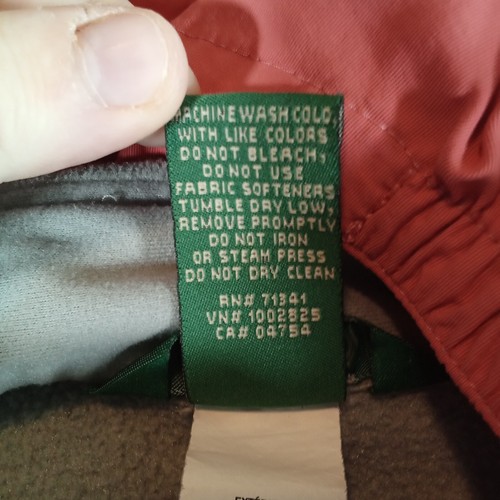 MACHINE WASH COLD,
WITH LIKE COLORS
DO NOT BLEACH,
DO NOT USE
FABRIC SOFTENERS
TUMBLE DRY LOW,
REMOVE PROMPTLY
DO NOT IRON
OR STEAM PRESS
DO NOT DRY CLEAN
RN# 71341
VN# 1002825
CA# 04754